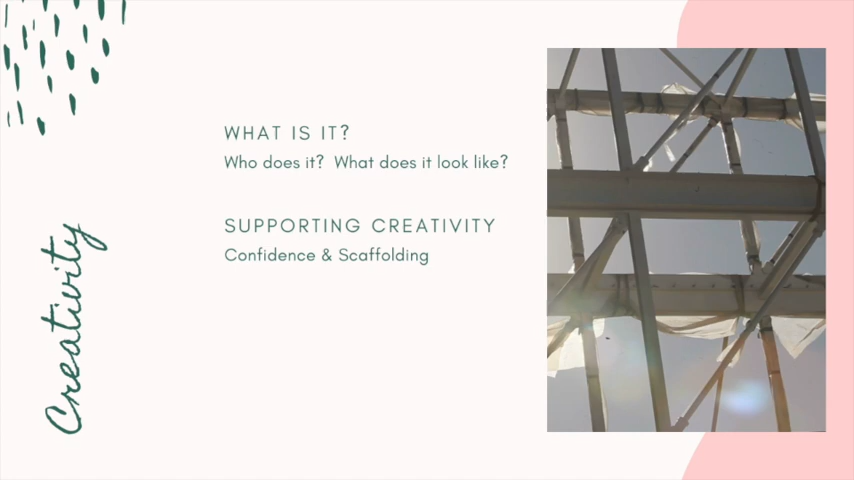 Creativity
WHAT IS IT?
Who does it? What does it look like?
SUPPORTING CREATIVITY
Confidence & Scaffolding